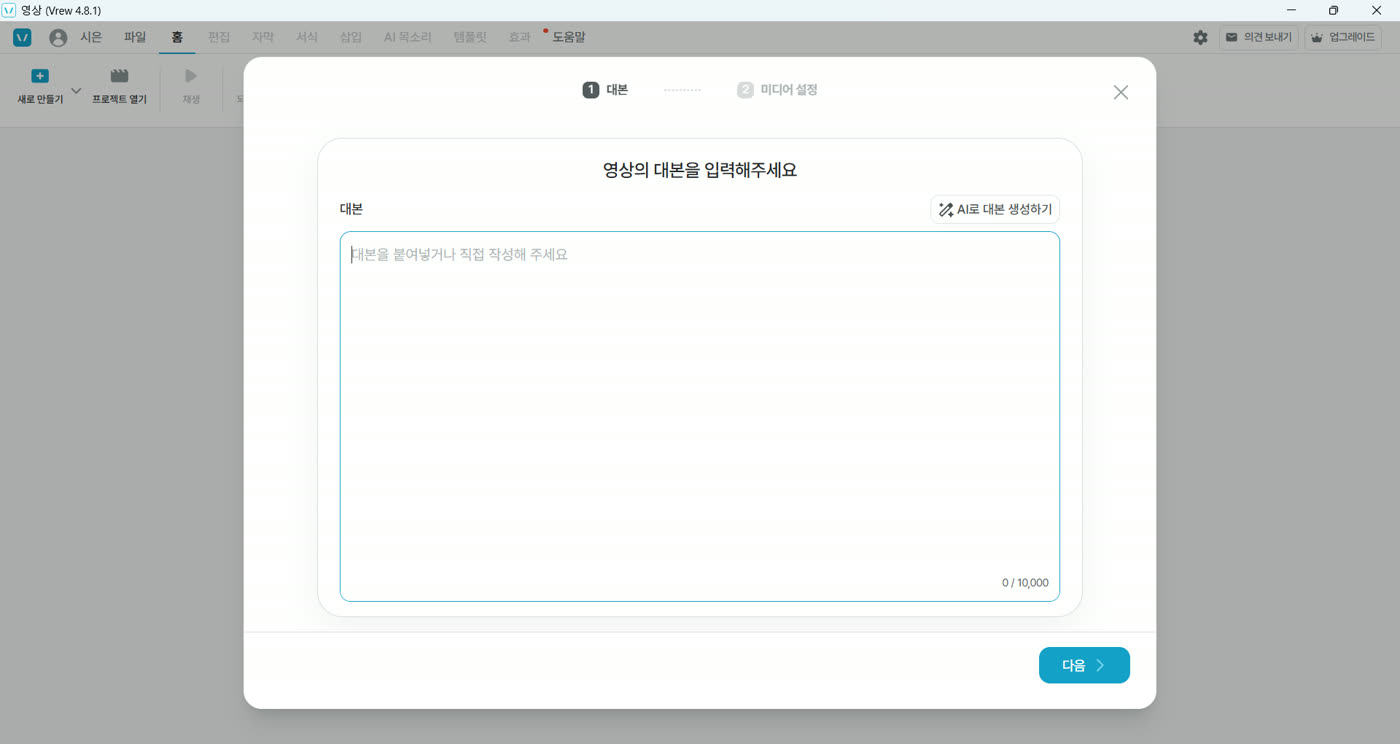 영상 (Vrew 4.8.1)
시은 파일 홈 편집 자막 서식 삽입 AI 목소리 템플릿 효과 도움말 의견 보내기 업그레이드
새로 만들기 프로젝트 열기 재생
1 대본 2 미디어 설정
영상의 대본을 입력해주세요
대본 AI로 대본 생성하기
대본을 붙여넣거나 직접 작성해 주세요
0 / 10,000
다음